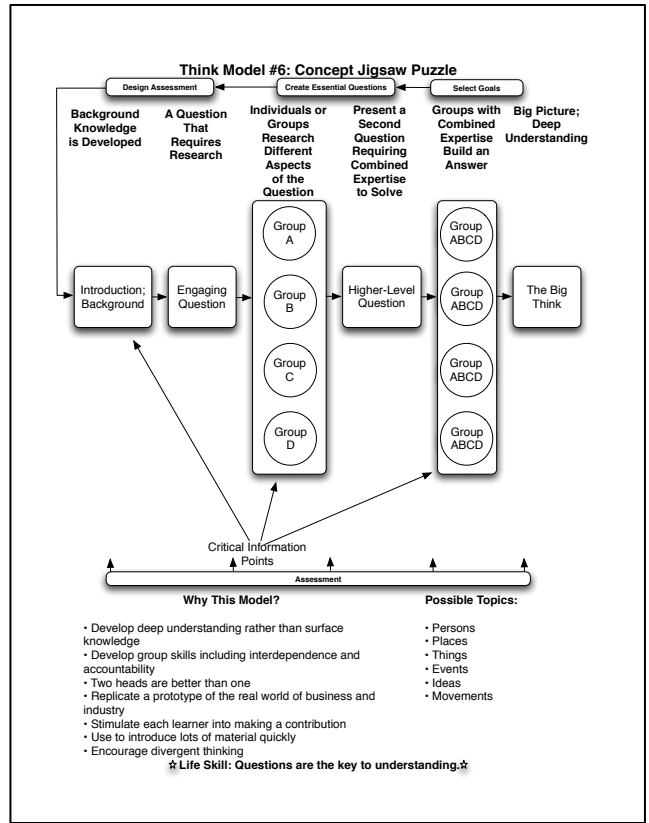 Think Model #6: Concept Jigsaw Puzzle
Design Assessment
Create Essential Questions
Select Goals
Background
Knowledge
is Developed
A Question
That
Requires
Research
Individuals or
Groups
Research
Different
Aspects
of the
Question
Present a
Second
Question
Requiring
Combined
Expertise
to Solve
Groups with
Combined
Expertise
Build an
Answer
Big Picture;
Deep
Understanding
Introduction;
Background
Engaging
Question
Group
A
Group
B
Group
C
Group
D
Higher-Level
Question
Group
ABCD
Group
ABCD
Group
ABCD
Group
ABCD
The Big
Think
Critical Information
Points
Assessment
Why This Model?
• Develop deep understanding rather than surface
knowledge
• Develop group skills including interdependence and
accountability
• Two heads are better than one
• Replicate a prototype of the real world of business and
industry
• Stimulate each learner into making a contribution
• Use to introduce lots of material quickly
• Encourage divergent thinking
Possible Topics:
• Persons
• Places
• Things
• Events
• Ideas
• Movements
☆Life Skill: Questions are the key to understanding.☆